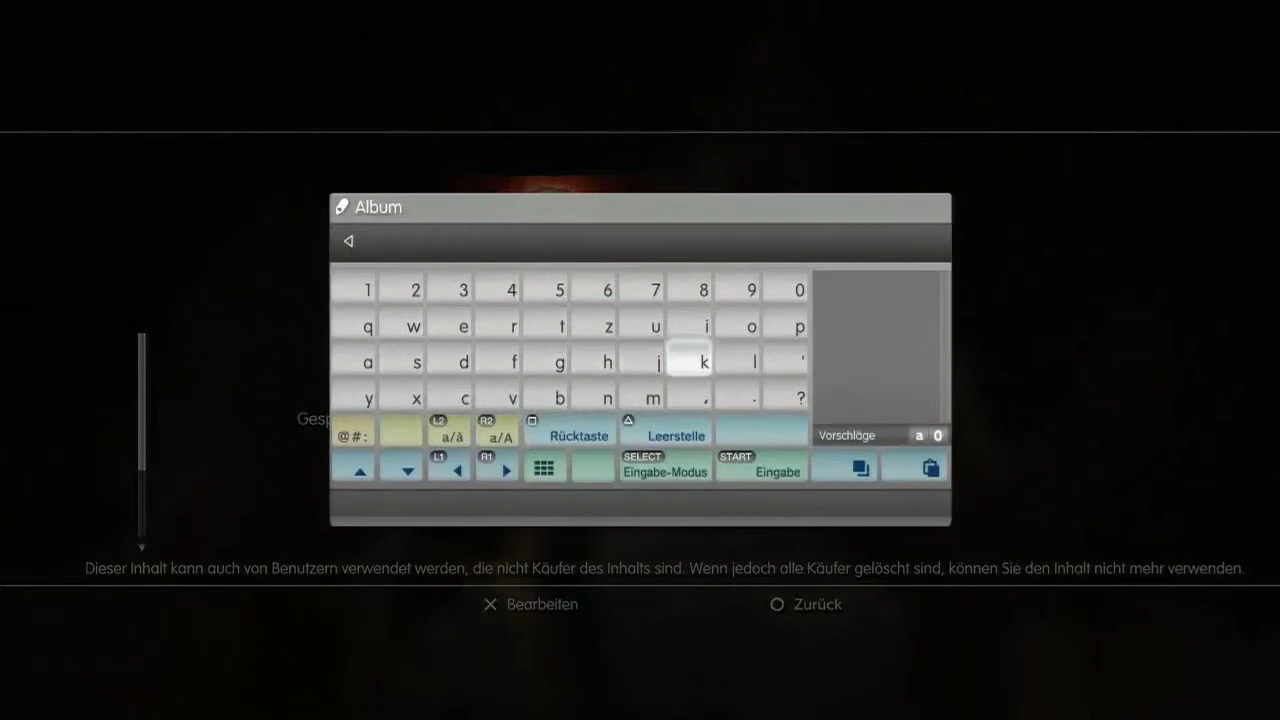 Album
1 2 3 4 5 6 7 8 9 0
q w e r t z u i o p
a s d f g h j k l '
y x c v b n m , . ?
Gesp
@#: L2 a/à R2 a/A Rücktaste Leerstelle Vorschläge a 0
L1 R1 SELECT Eingabe-Modus START Eingabe
Dieser Inhalt kann auch von Benutzern verwendet werden, die nicht Käufer des Inhalts sind. Wenn jedoch alle Käufer gelöscht sind, können Sie den Inhalt nicht mehr verwenden.
Bearbeiten Zurück